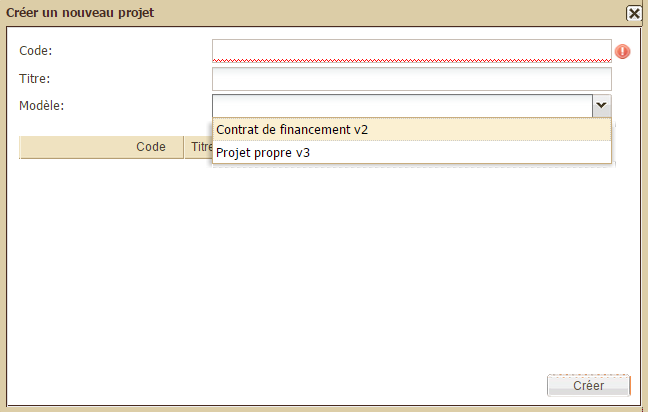 Créer un nouveau projet
Code:
Titre:
Modèle:
Contrat de financement v2
Code Titre
Projet propre v3
Créer